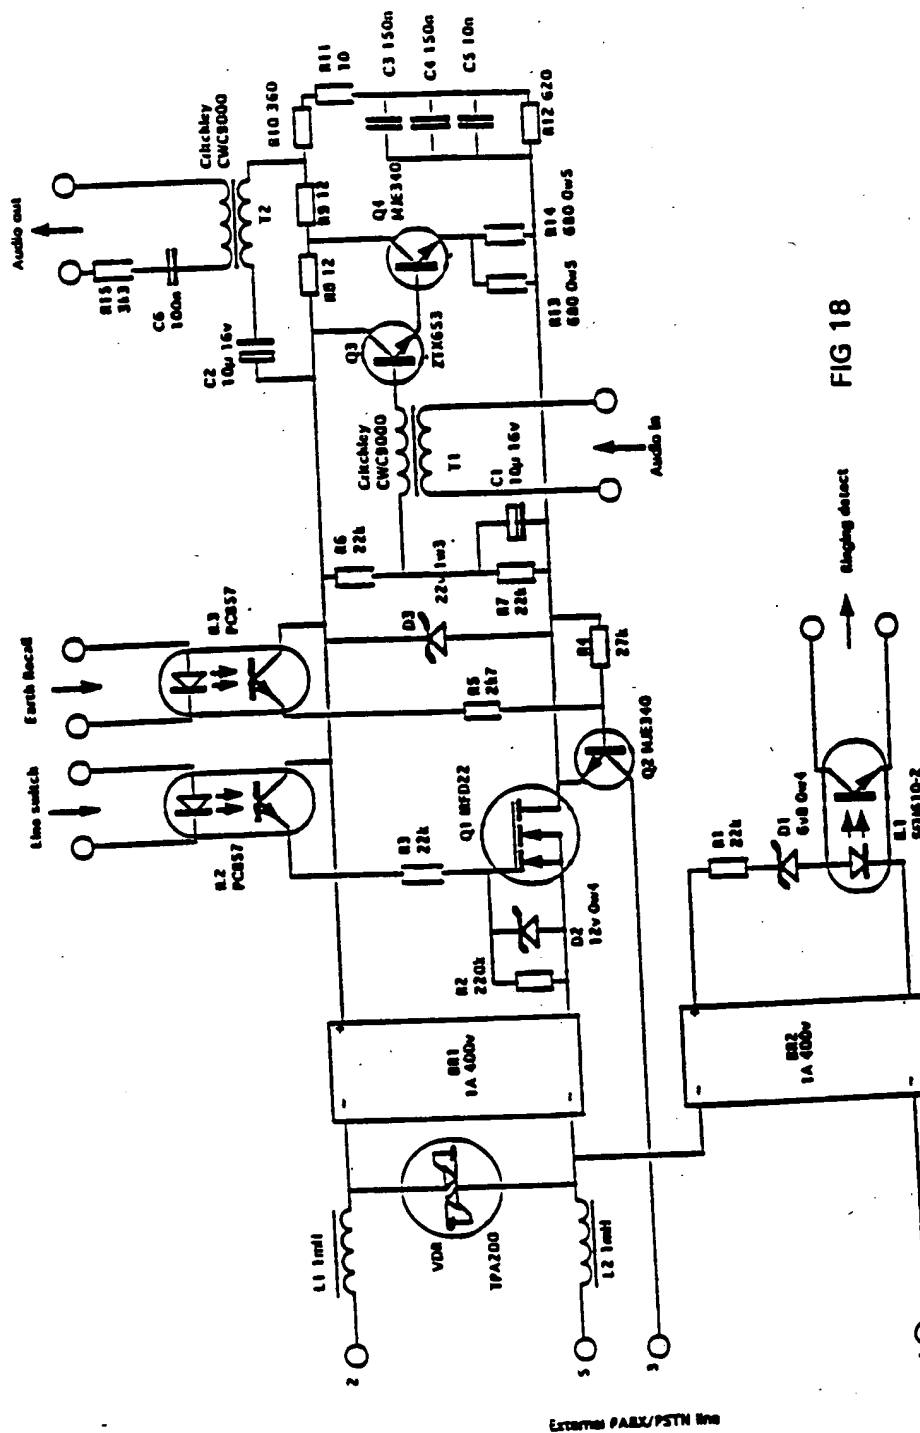 Audio out
R15
3k3
C6
100n
Critchley
CWC9000
T2
C2
10µ 16v
R10 360
R11
10
R9 12
R8 12
C3 150n
C4 150n
C5 10n
R12 620
Q4
MJE340
Q3
ZTX653
R14
680 0w5
R13
680 0w5
Critchley
CWC9000
T1
C1
10µ 16v
Audio in
Earth Recall
IL3
PC857
Line switch
IL2
PC857
R6
22k
22v 1w3
D3
R7
22k
R4
27k
R5
2k7
Q2 MJE340
R3
22k
Q1 IRFD22
D2
12v 0w4
R2
220k
BR1
1A 400v
+
~
~
L1 1mH
VDR
TPA200
L2 1mH
2
5
3
External PABX/PSTN line
BR2
1A 400v
+
~
~
R1
22k
D1
6v8 0w4
IL1
Ringing detect
FIG 18